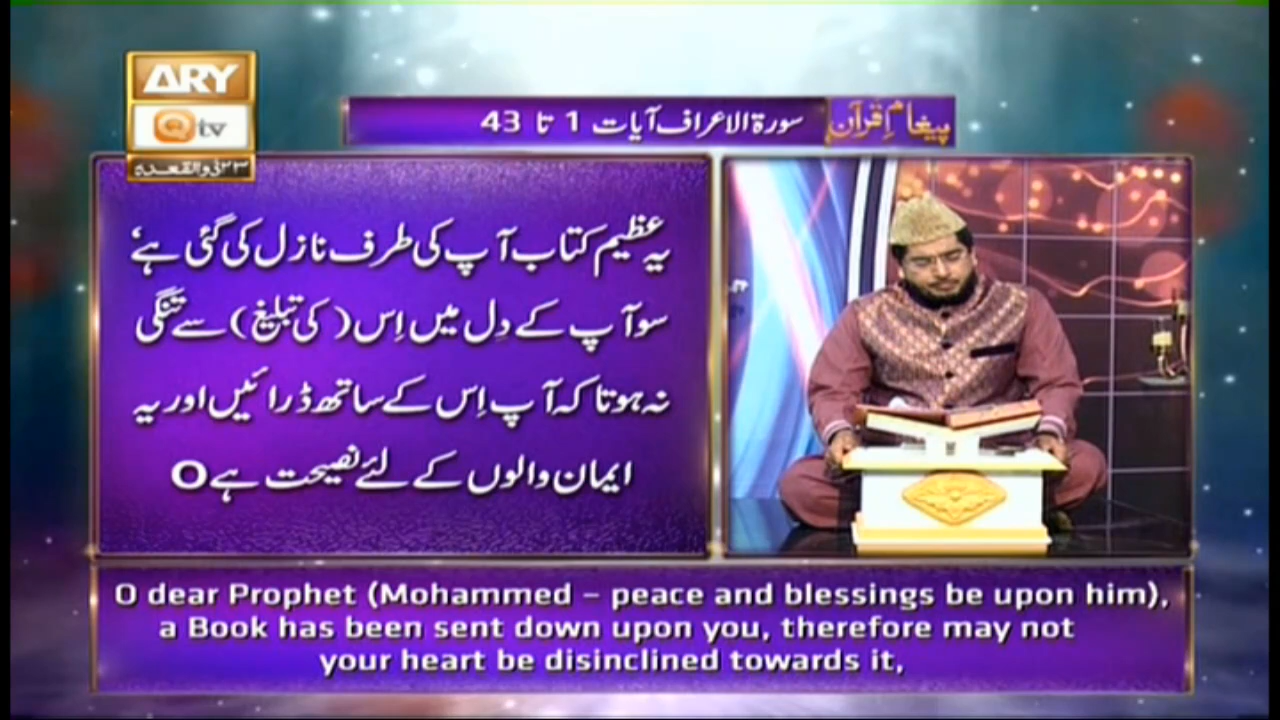 ARY
Qtv
۲۳ ذوالقعدہ
پیغامِ قرآن
سورۃ الاعراف آیات 1 تا 43
یہ عظیم کتاب آپ کی طرف نازل کی گئی ہے،
سو آپ کے دِل میں اِس (کی تبلیغ) سے تنگی
نہ ہو تاکہ آپ اِس کے ساتھ ڈرائیں اور یہ
ایمان والوں کے لئے نصیحت ہے O
O dear Prophet (Mohammed – peace and blessings be upon him),
a Book has been sent down upon you, therefore may not
your heart be disinclined towards it,